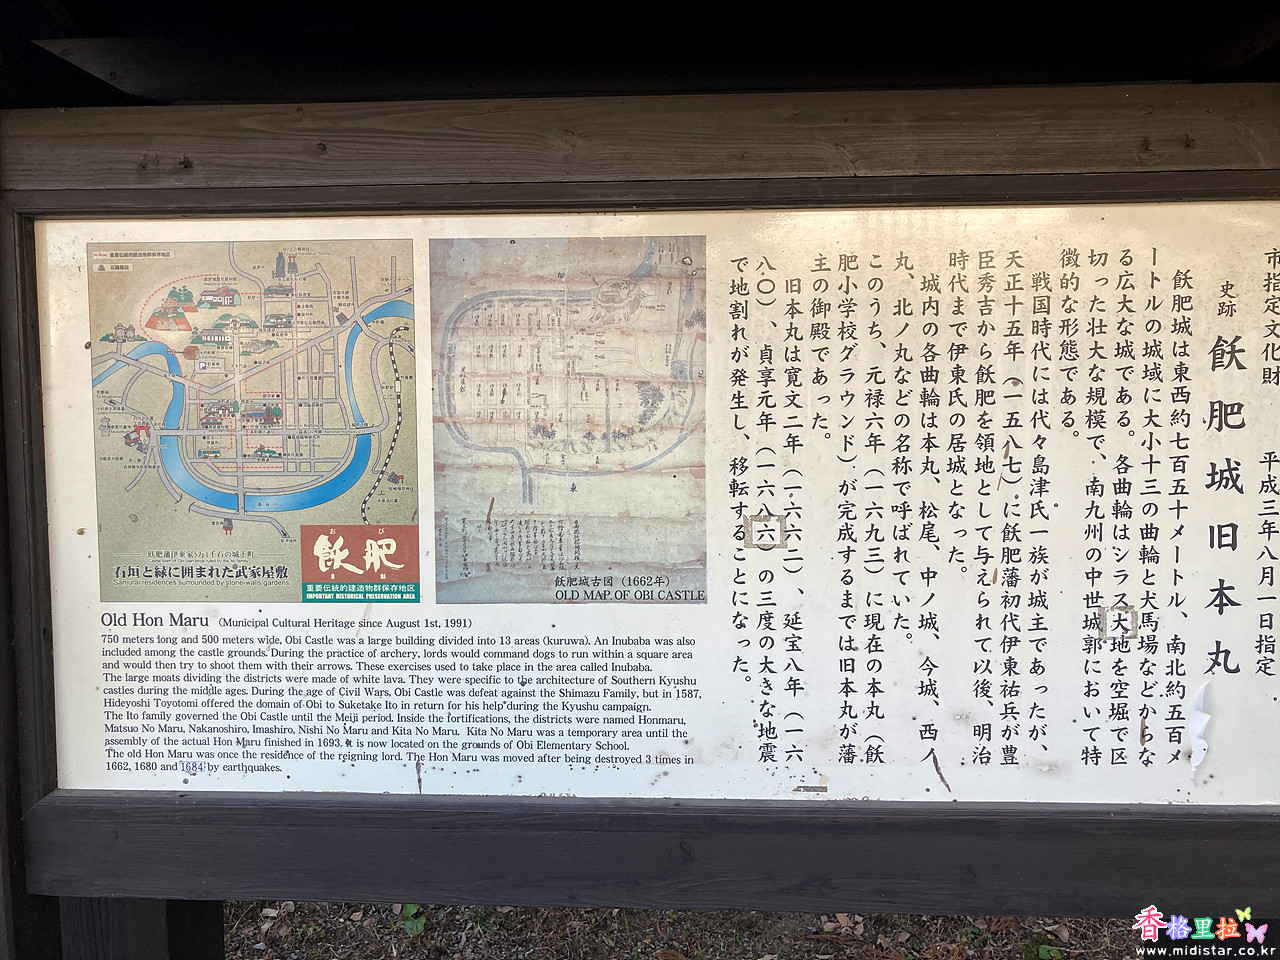 市指定文化財　平成三年八月一日指定
史跡 飫肥城旧本丸
飫肥城は東西約七百五十メートル、南北約五百メ
ートルの城域に大小十三の曲輪と犬馬場などからな
る広大な城である。各曲輪はシラス大地を空堀で区
切った壮大な規模で、南九州の中世城郭において特
徴的な形態である。
戦国時代には代々島津氏一族が城主であったが、
天正十五年（一五八七）に飫肥藩初代伊東祐兵が豊
臣秀吉から飫肥を領地として与えられて以後、明治
時代まで伊東氏の居城となった。
城内の各曲輪は本丸、松尾、中ノ城、今城、西ノ
丸、北ノ丸などの名称で呼ばれていた。
このうち、元禄六年（一六九三）に現在の本丸（飫
肥小学校グラウンド）が完成するまでは旧本丸が藩
主の御殿であった。
旧本丸は寛文二年（一六六二）、延宝八年（一六
八〇）、貞享元年（一六八六）の三度の大きな地震
で地割れが発生し、移転することになった。
重要伝統的建造物群保存地区
飫肥藩伊東家5万1千石の城下町
石垣と緑に囲まれた武家屋敷
Samurai residences surrounded by stone-walls gardens.
お び
飫肥
重要伝統的建造物群保存地区
IMPORTANT HISTORICAL PRESERVATION AREA
東
飫肥城古図（1662年）
OLD MAP OF OBI CASTLE
Old Hon Maru (Municipal Cultural Heritage since August 1st, 1991)
750 meters long and 500 meters wide, Obi Castle was a large building divided into 13 areas (kuruwa). An Inubaba was also
included among the castle grounds. During the practice of archery, lords would command dogs to run within a square area
and would then try to shoot them with their arrows. These exercises used to take place in the area called Inubaba.
The large moats dividing the districts were made of white lava. They were specific to the architecture of Southern Kyushu
castles during the middle ages. During the age of Civil Wars, Obi Castle was defeat against the Shimazu Family, but in 1587,
Hideyoshi Toyotomi offered the domain of Obi to Suketake Ito in return for his help during the Kyushu campaign.
The Ito family governed the Obi Castle until the Meiji period. Inside the fortifications, the districts were named Honmaru,
Matsuo No Maru, Nakanoshiro, Imashiro, Nishi No Maru and Kita No Maru. Kita No Maru was a temporary area until the
assembly of the actual Hon Maru finished in 1693. It is now located on the grounds of Obi Elementary School.
The old Hon Maru was once the residence of the reigning lord. The Hon Maru was moved after being destroyed 3 times in
1662, 1680 and 1684 by earthquakes.
香格里拉
www.midistar.co.kr